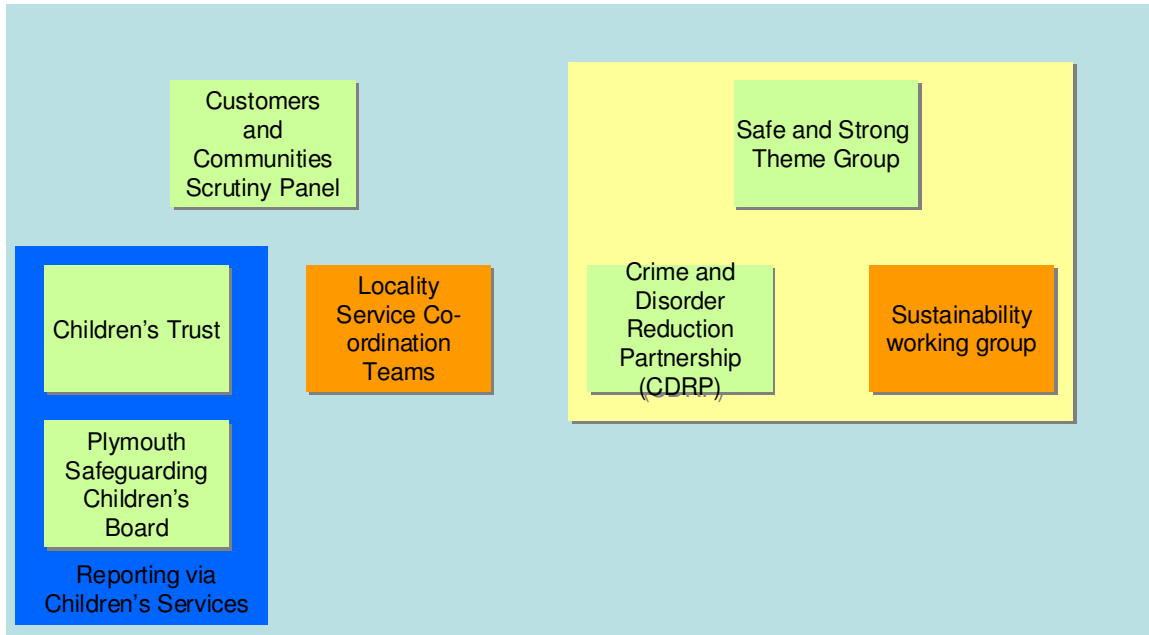 Customers
and
Communities
Scrutiny Panel
Safe and Strong
Theme Group
Children’s Trust
Locality
Service Co-
ordination
Teams
Crime and
Disorder
Reduction
Partnership
(CDRP)
Sustainability
working group
Plymouth
Safeguarding
Children’s
Board
Reporting via
Children’s Services